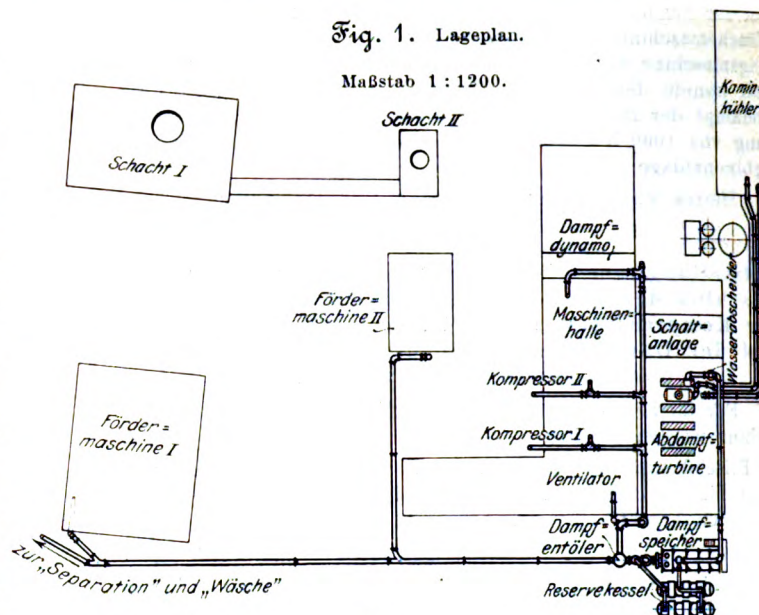 Fig. 1. Lageplan.
Maßstab 1 : 1200.
Kamin-
kühler
Schacht I
Schacht II
Dampf=
dynamo
Wasserabscheider
Förder=
maschine II
Maschinen-
halle
Schalt=
anlage
Kompressor II
Förder=
maschine I
Kompressor I
Abdampf=
turbine
Ventilator
Dampf=
entöler
Dampf=
speicher
zur „Separation" und „Wäsche"
Reservekessel